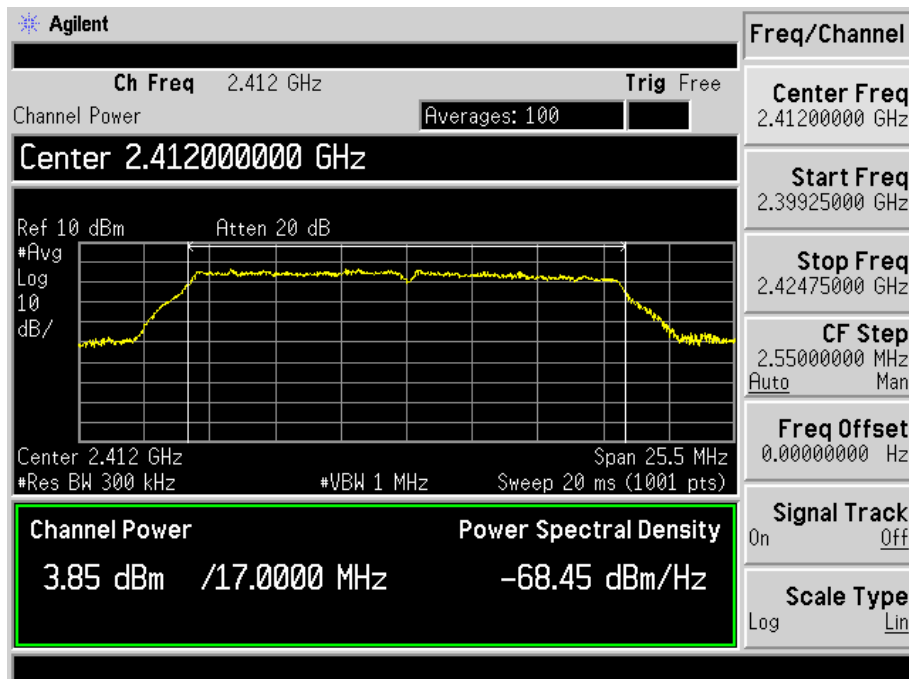 Agilent
Freq/Channel
Ch Freq 2.412 GHz Trig Free
Channel Power Averages: 100
Center 2.412000000 GHz
Ref 10 dBm Atten 20 dB
#Avg
Log
10
dB/
Center 2.412 GHz Span 25.5 MHz
#Res BW 300 kHz #VBW 1 MHz Sweep 20 ms (1001 pts)
Channel Power Power Spectral Density
3.85 dBm /17.0000 MHz -68.45 dBm/Hz
Center Freq
2.41200000 GHz
Start Freq
2.39925000 GHz
Stop Freq
2.42475000 GHz
CF Step
2.55000000 MHz
Auto Man
Freq Offset
0.00000000 Hz
Signal Track
On Off
Scale Type
Log Lin